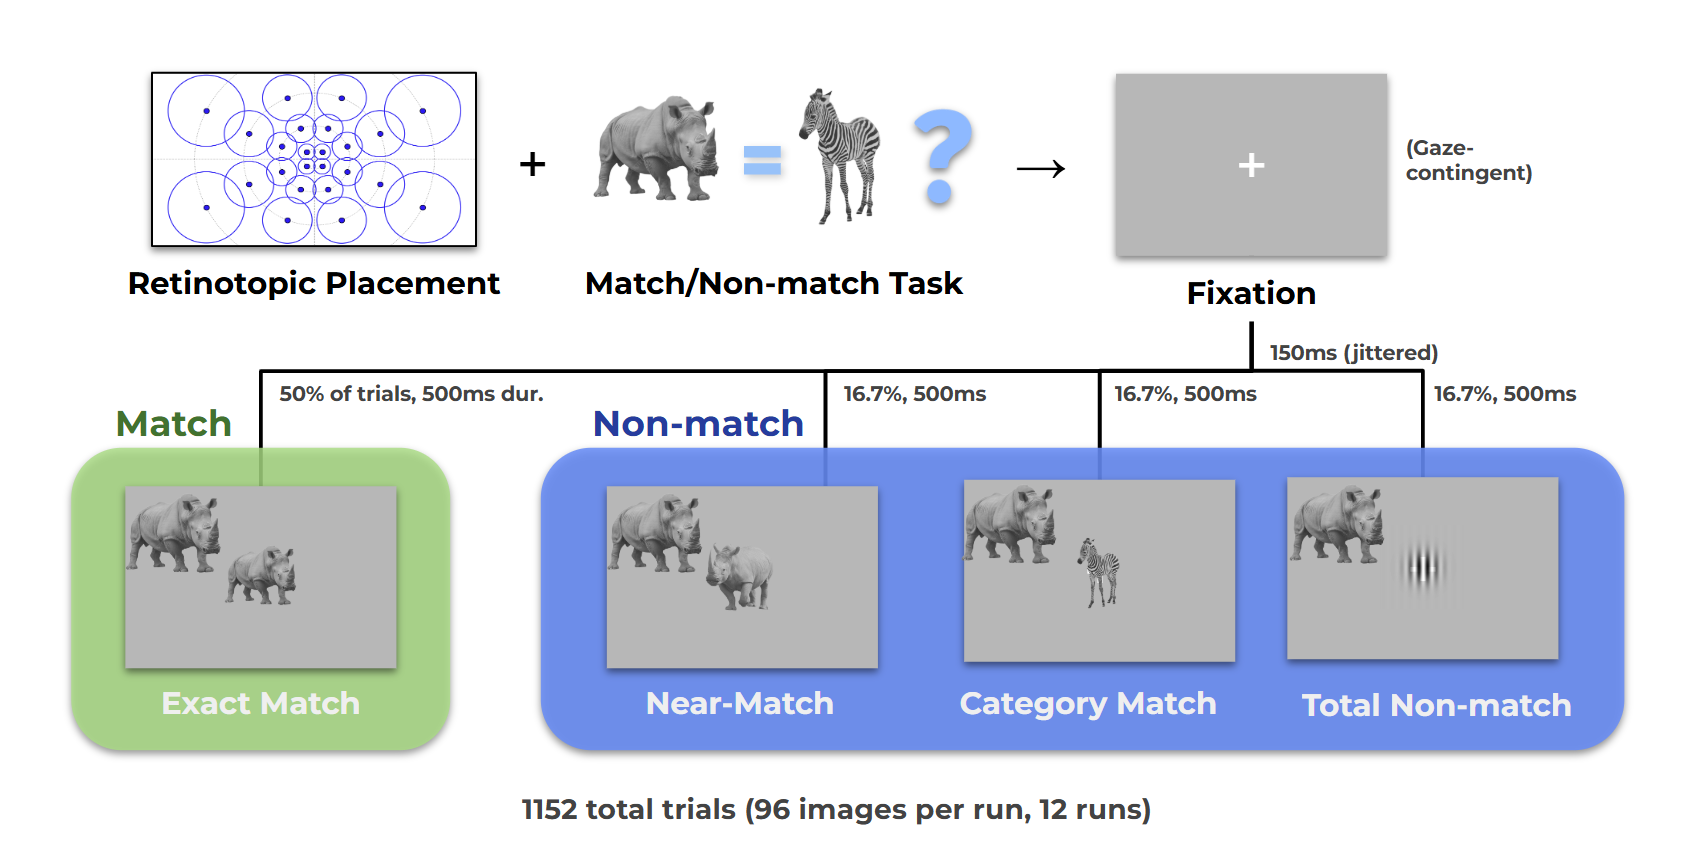 +
=
?
→
+
(Gaze-
contingent)
Retinotopic Placement
Match/Non-match Task
Fixation
150ms (jittered)
50% of trials, 500ms dur.
16.7%, 500ms
16.7%, 500ms
16.7%, 500ms
Match
Non-match
Exact Match
Near-Match
Category Match
Total Non-match
1152 total trials (96 images per run, 12 runs)